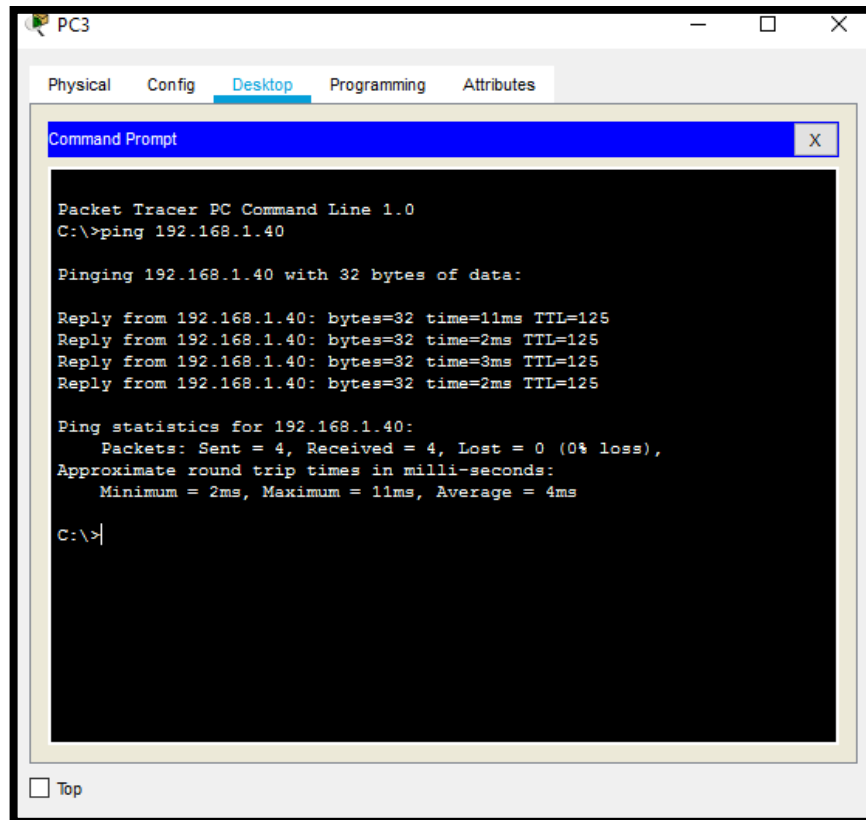 PC3
Physical Config Desktop Programming Attributes
Command Prompt X
Packet Tracer PC Command Line 1.0
C:\>ping 192.168.1.40
Pinging 192.168.1.40 with 32 bytes of data:
Reply from 192.168.1.40: bytes=32 time=11ms TTL=125
Reply from 192.168.1.40: bytes=32 time=2ms TTL=125
Reply from 192.168.1.40: bytes=32 time=3ms TTL=125
Reply from 192.168.1.40: bytes=32 time=2ms TTL=125
Ping statistics for 192.168.1.40:
Packets: Sent = 4, Received = 4, Lost = 0 (0% loss),
Approximate round trip times in milli-seconds:
Minimum = 2ms, Maximum = 11ms, Average = 4ms
C:\>
Top